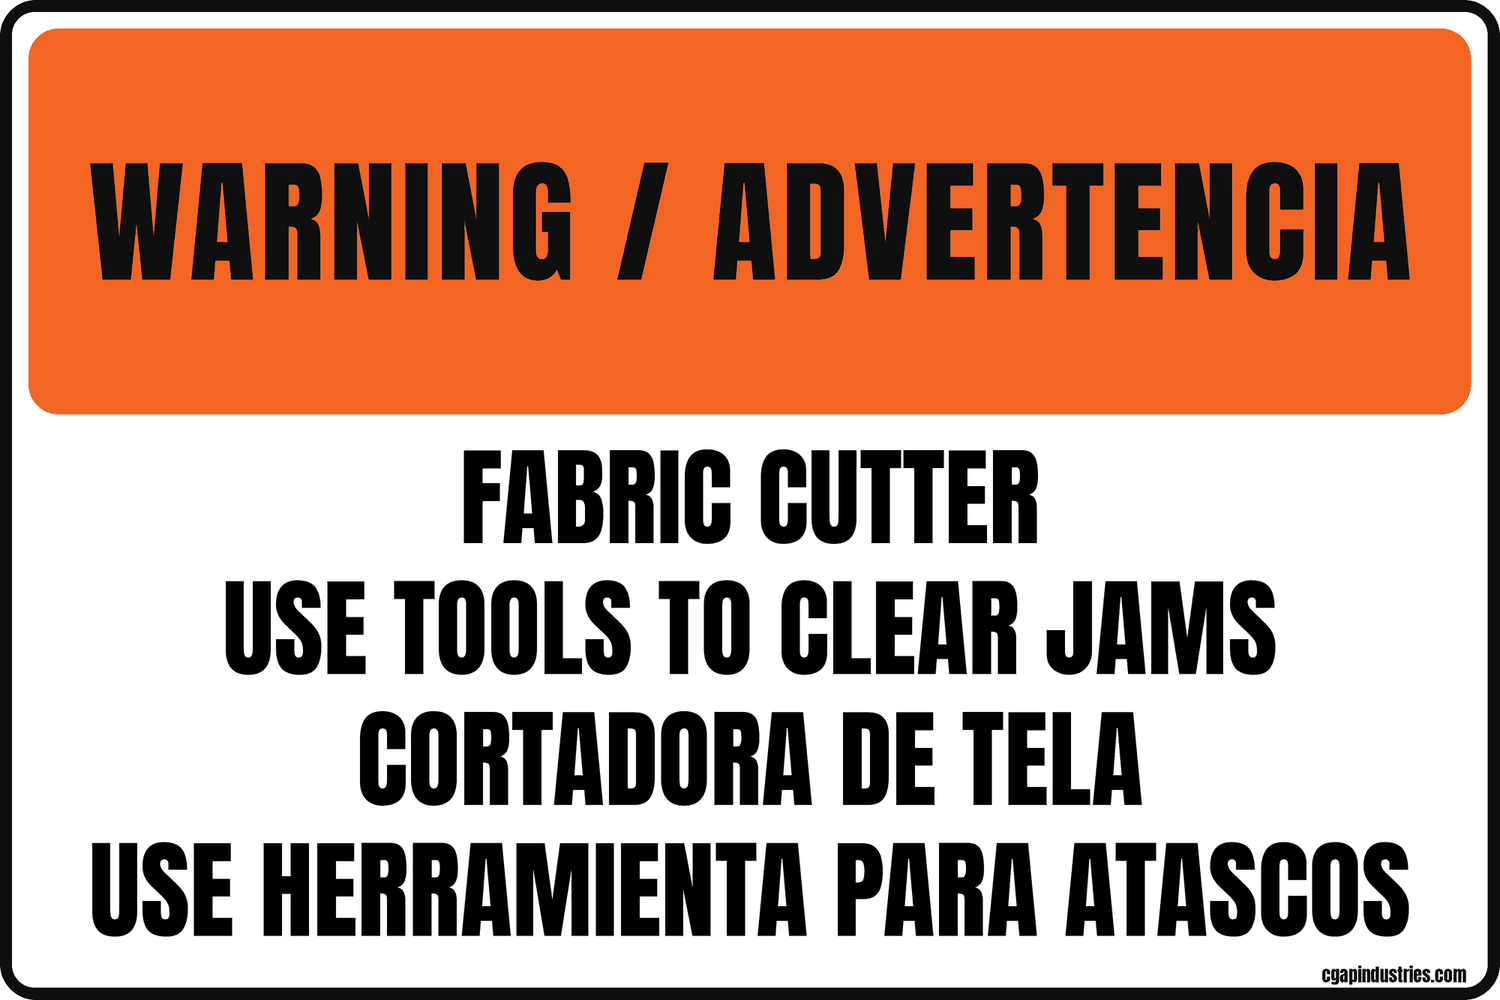 WARNING / ADVERTENCIA
FABRIC CUTTER
USE TOOLS TO CLEAR JAMS
CORTADORA DE TELA
USE HERRAMIENTA PARA ATASCOS
cgapindustries.com